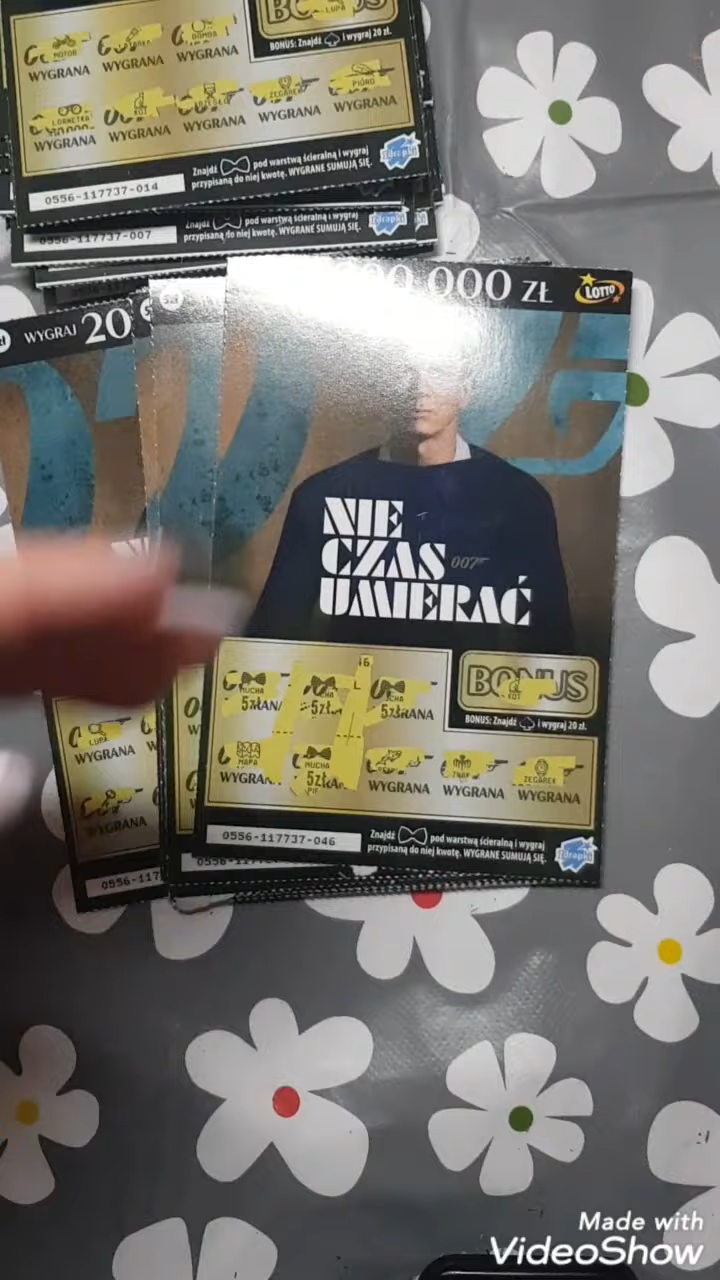 BONUS
MOTOR
LUPA
BONUS: Znajdź i wygraj 20 zł.
WYGRANA WYGRANA WYGRANA
LORNETKA KOT ZEGAREK PIÓRO
WYGRANA WYGRANA WYGRANA WYGRANA WYGRANA
Znajdź pod warstwą ścieralną i wygraj
przypisaną do niej kwotę. WYGRANE SUMUJĄ SIĘ.
Zdrapki
0556-117737-014
Znajdź pod warstwą ścieralną i wygraj
przypisaną do niej kwotę. WYGRANE SUMUJĄ SIĘ.
0556-117737-007
WYGRAJ 20
000 ZŁ
LOTTO
NIE
CZAS 007
UMIERAĆ
LUPA
WYGRANA
WYGRANA
0556-117
MUCHA MUCHA
5zł 5zł 5zł
BONUS
KOT
BONUS: Znajdź i wygraj 20 zł.
MAPA MUCHA ZEGAREK
5zł WYGRANA WYGRANA WYGRANA
0556-117737-046
Znajdź pod warstwą ścieralną i wygraj
przypisaną do niej kwotę. WYGRANE SUMUJĄ SIĘ.
Zdrapki
Made with
VideoShow